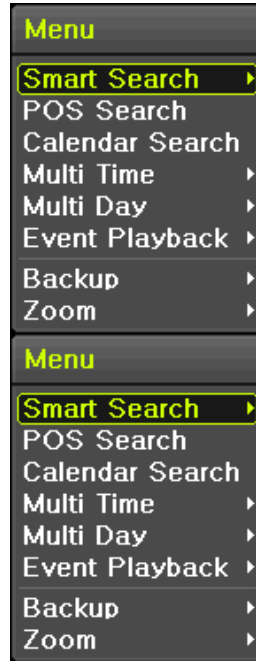 Menu
Smart Search
POS Search
Calendar Search
Multi Time
Multi Day
Event Playback
Backup
Zoom
Menu
Smart Search
POS Search
Calendar Search
Multi Time
Multi Day
Event Playback
Backup
Zoom